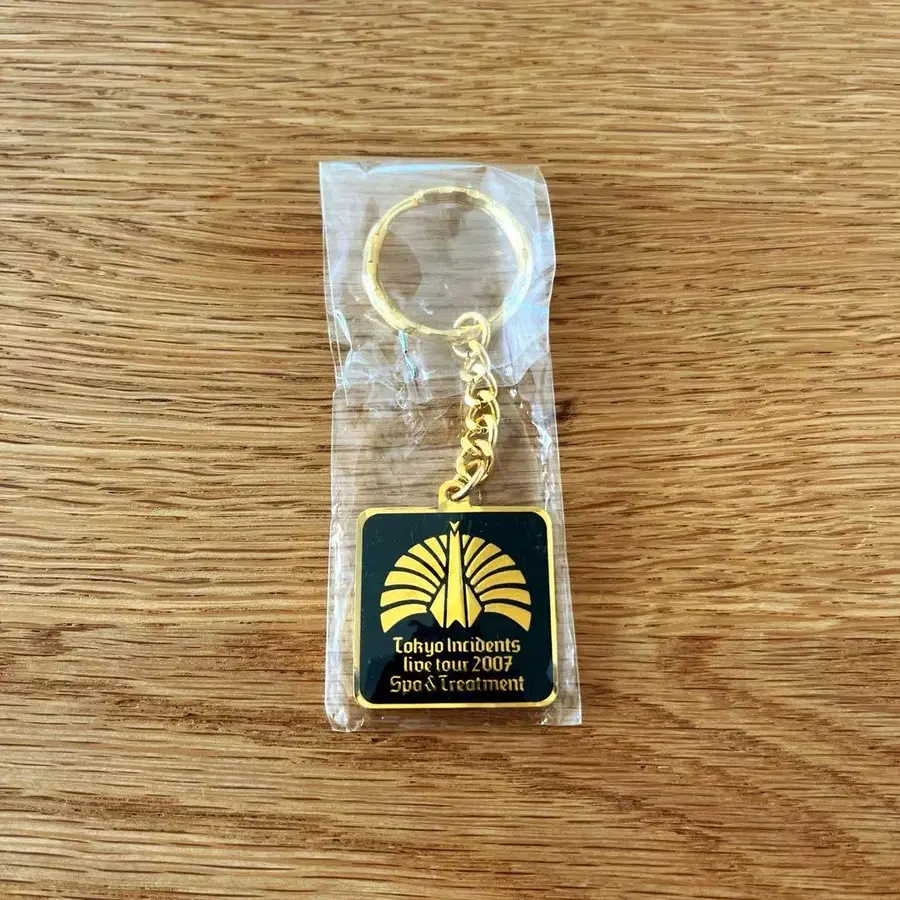 Tokyo Incidents
live tour 2007
Spa & Treatment